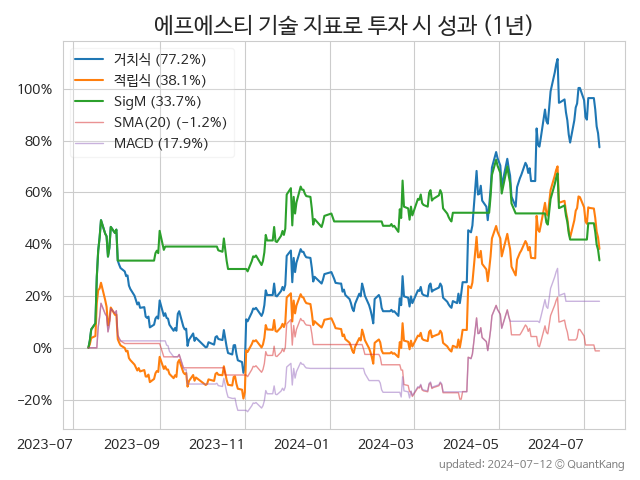 에프에스티 기술 지표로 투자 시 성과 (1년)
거치식 (77.2%)
적립식 (38.1%)
SigM (33.7%)
SMA(20) (−1.2%)
MACD (17.9%)
100%
80%
60%
40%
20%
0%
−20%
2023-07 2023-09 2023-11 2024-01 2024-03 2024-05 2024-07
updated: 2024-07-12 © QuantKang